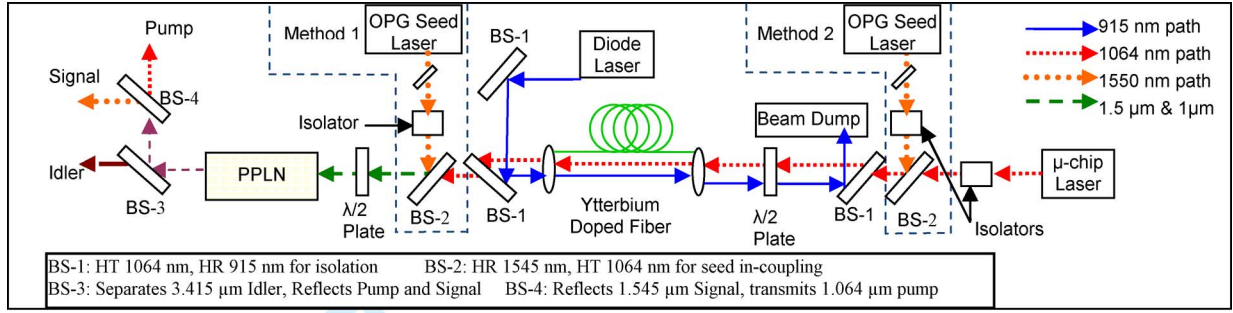 Pump
Signal
BS-4
Idler
BS-3
PPLN
λ/2
Plate
Method 1
OPG Seed
Laser
Isolator
BS-2
BS-1
Diode
Laser
BS-1
Ytterbium
Doped Fiber
Beam Dump
λ/2
Plate
BS-1
Method 2
OPG Seed
Laser
BS-2
Isolators
µ-chip
Laser
915 nm path
1064 nm path
1550 nm path
1.5 µm & 1µm
BS-1: HT 1064 nm, HR 915 nm for isolation BS-2: HR 1545 nm, HT 1064 nm for seed in-coupling
BS-3: Separates 3.415 µm Idler, Reflects Pump and Signal BS-4: Reflects 1.545 µm Signal, transmits 1.064 µm pump